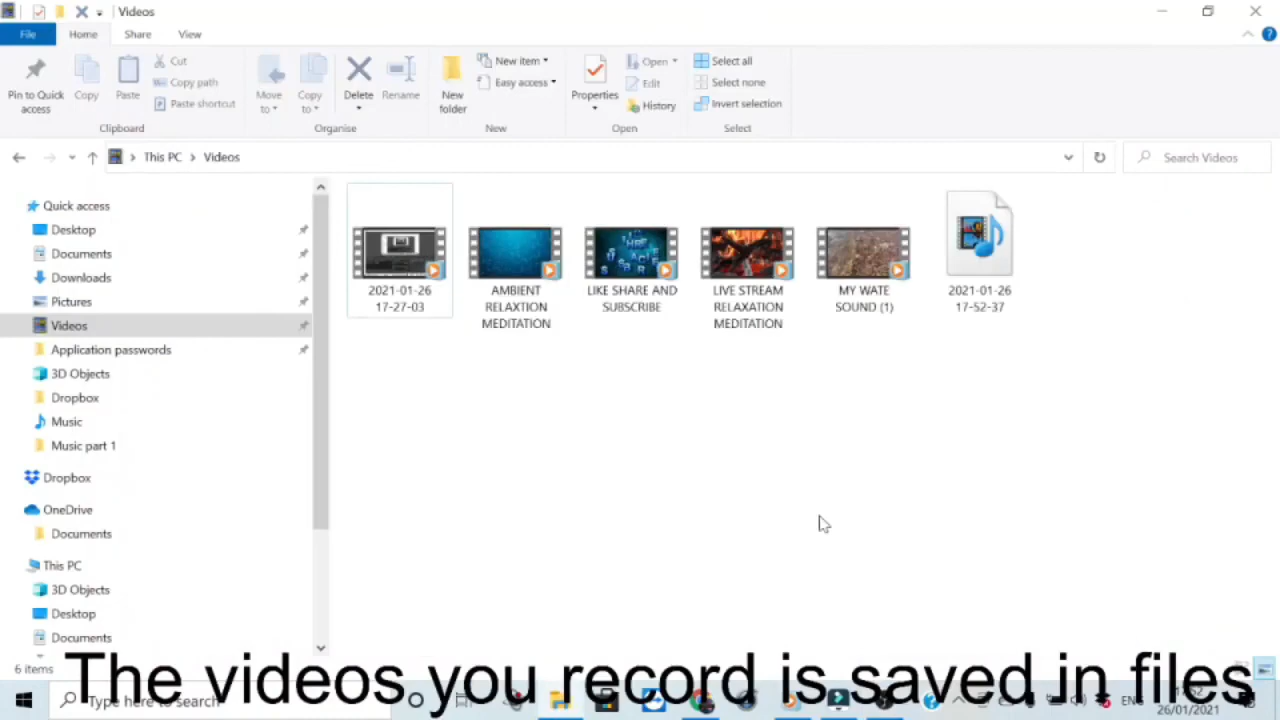 Videos
File
Home
Share
View
Pin to Quick access
Copy
Paste
Cut
Copy path
Paste shortcut
Clipboard
Move to
Copy to
Delete
Rename
Organise
New folder
New item
Easy access
New
Properties
Open
Edit
History
Open
Select all
Select none
Invert selection
Select
This PC
Videos
Search Videos
Quick access
Desktop
Documents
Downloads
Pictures
Videos
Application passwords
3D Objects
Dropbox
Music
Music part 1
Dropbox
OneDrive
Documents
This PC
3D Objects
Desktop
Documents
2021-01-26
17-27-03
AMBIENT
RELAXTION
MEDITATION
LIKE SHARE AND
SUBSCRIBE
LIVE STREAM
RELAXATION
MEDITATION
MY WATE
SOUND (1)
2021-01-26
17-52-37
6 items
The videos you record is saved in files
Type here to search
ENG
26/01/2021